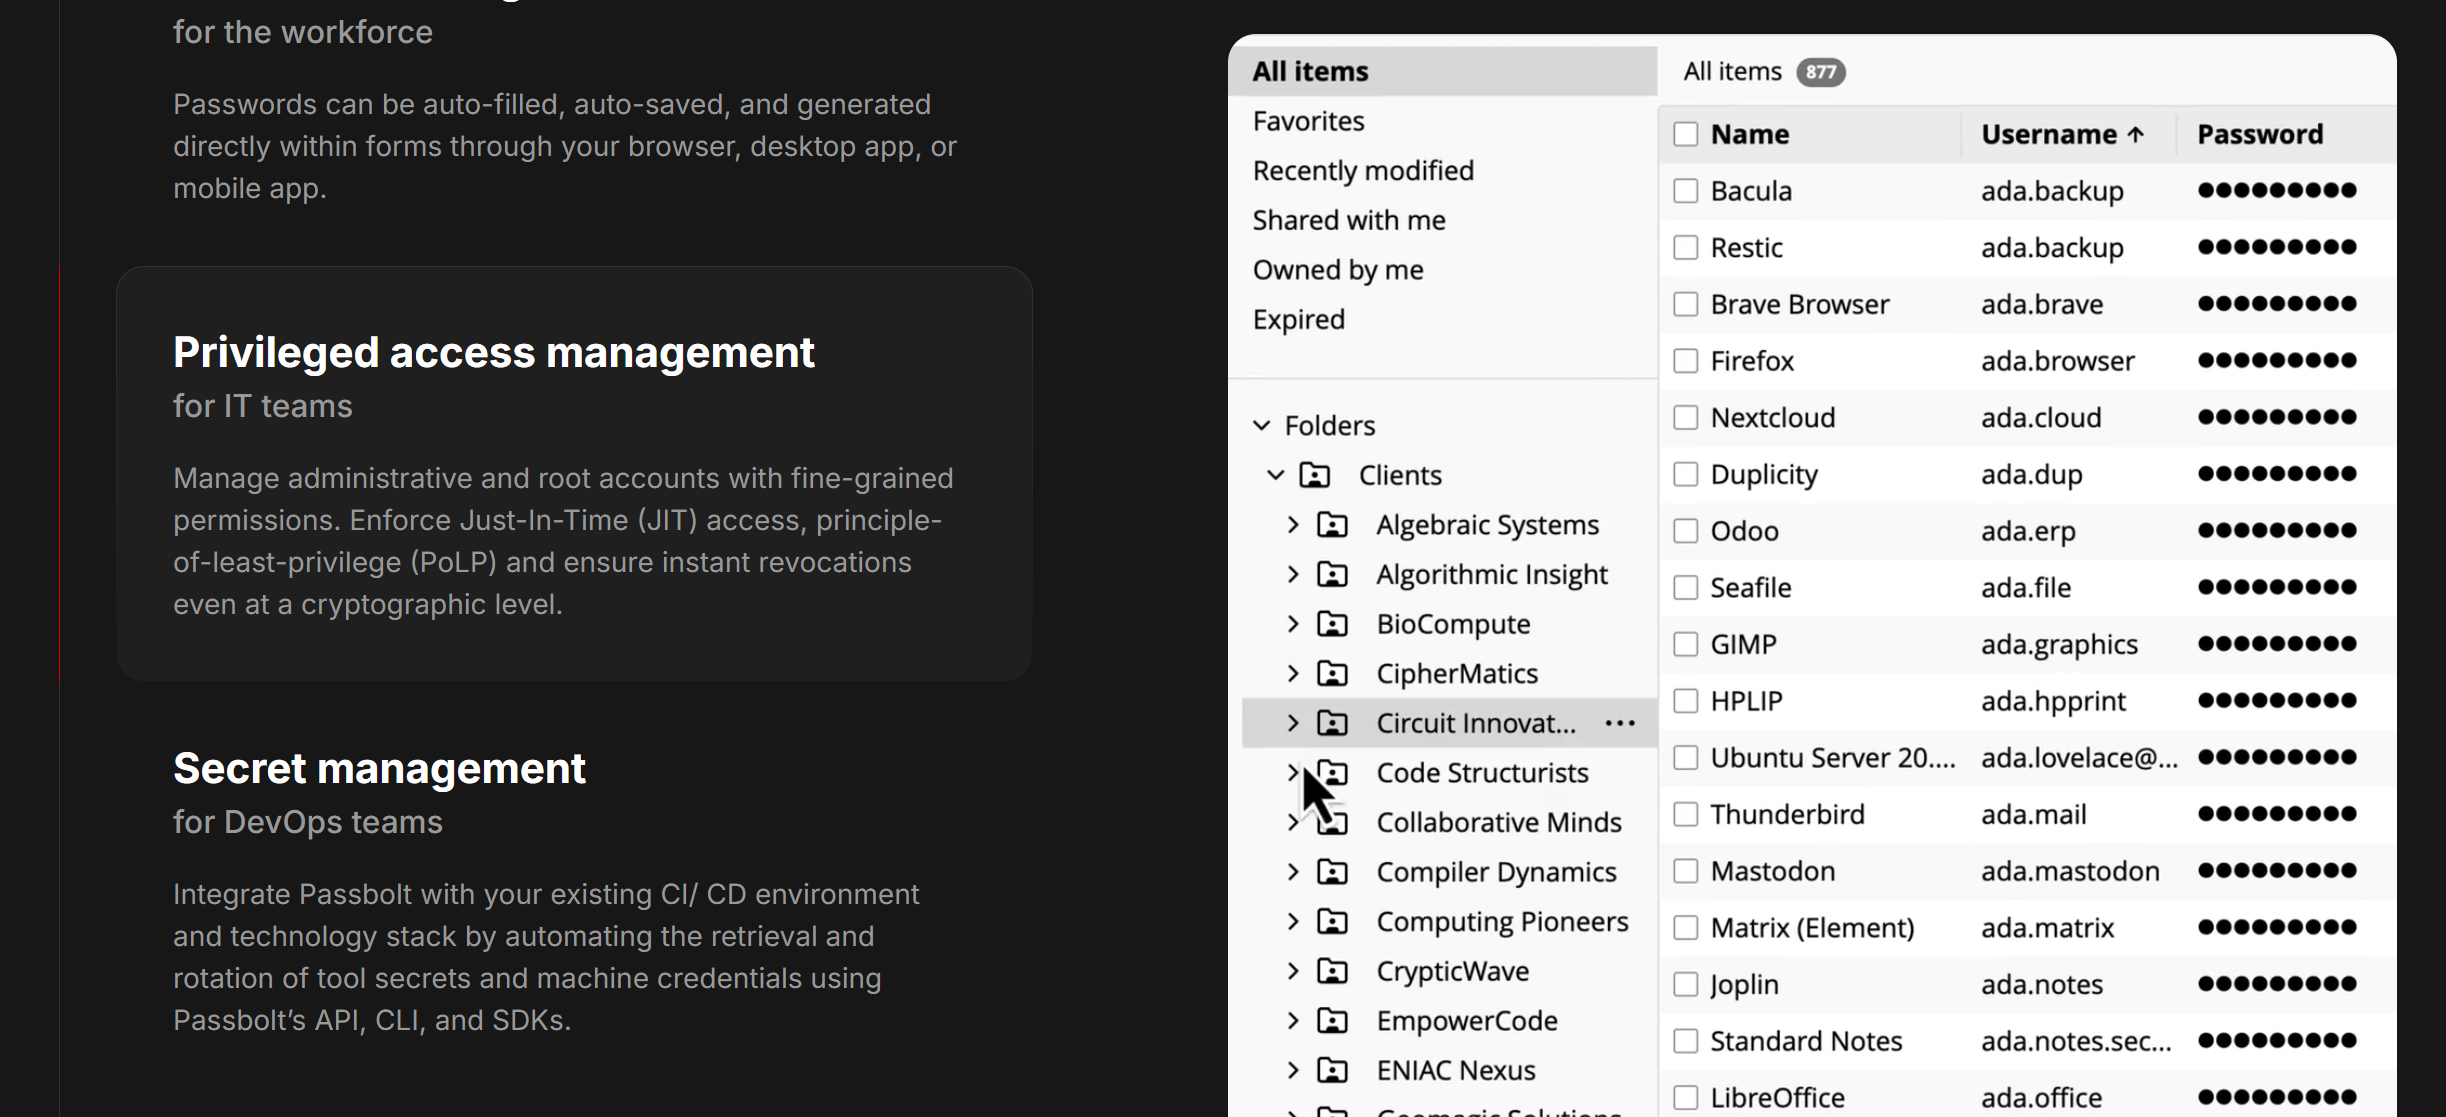 for the workforce
Passwords can be auto-filled, auto-saved, and generated
directly within forms through your browser, desktop app, or
mobile app.
Privileged access management
for IT teams
Manage administrative and root accounts with fine-grained
permissions. Enforce Just-In-Time (JIT) access, principle-
of-least-privilege (PoLP) and ensure instant revocations
even at a cryptographic level.
Secret management
for DevOps teams
Integrate Passbolt with your existing CI/ CD environment
and technology stack by automating the retrieval and
rotation of tool secrets and machine credentials using
Passbolt’s API, CLI, and SDKs.
All items
Favorites
Recently modified
Shared with me
Owned by me
Expired
Folders
Clients
Algebraic Systems
Algorithmic Insight
BioCompute
CipherMatics
Circuit Innovat...
Code Structurists
Collaborative Minds
Compiler Dynamics
Computing Pioneers
CrypticWave
EmpowerCode
ENIAC Nexus
All items 877
Name Username ↑ Password
Bacula ada.backup ●●●●●●●●●
Restic ada.backup ●●●●●●●●●
Brave Browser ada.brave ●●●●●●●●●
Firefox ada.browser ●●●●●●●●●
Nextcloud ada.cloud ●●●●●●●●●
Duplicity ada.dup ●●●●●●●●●
Odoo ada.erp ●●●●●●●●●
Seafile ada.file ●●●●●●●●●
GIMP ada.graphics ●●●●●●●●●
HPLIP ada.hpprint ●●●●●●●●●
Ubuntu Server 20.... ada.lovelace@... ●●●●●●●●●
Thunderbird ada.mail ●●●●●●●●●
Mastodon ada.mastodon ●●●●●●●●●
Matrix (Element) ada.matrix ●●●●●●●●●
Joplin ada.notes ●●●●●●●●●
Standard Notes ada.notes.sec... ●●●●●●●●●
LibreOffice ada.office ●●●●●●●●●